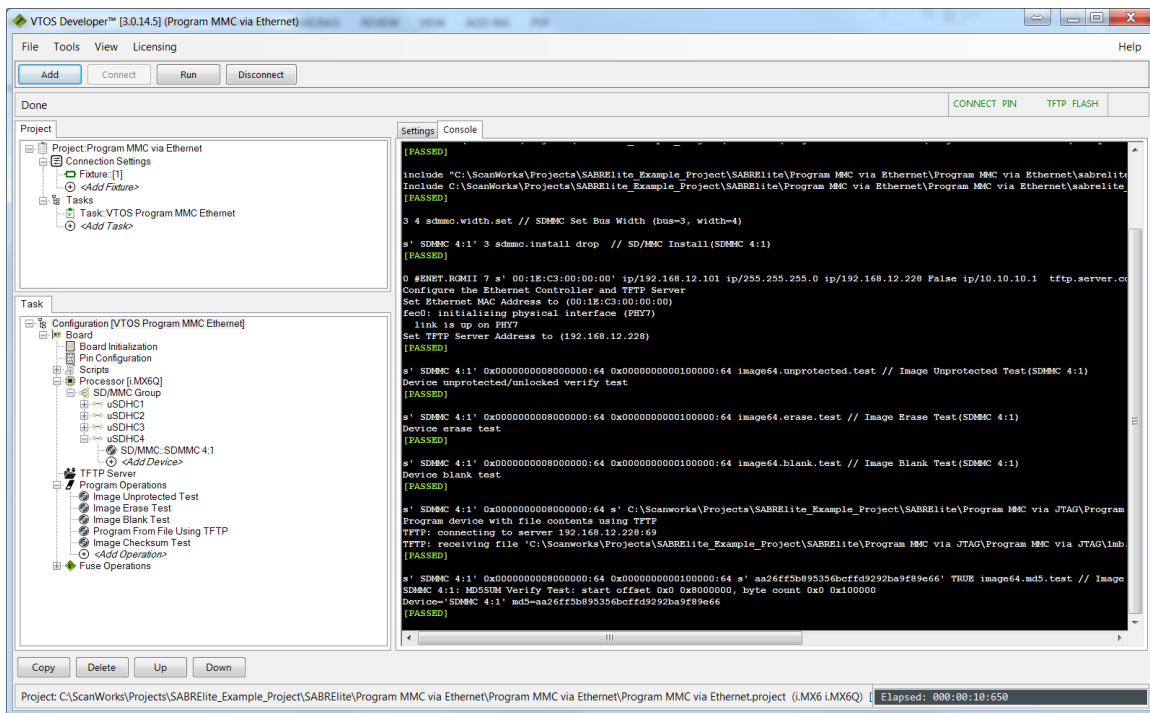 VTOS Developer™ [3.0.14.5] (Program MMC via Ethernet)
File Tools View Licensing Help
Add Connect Run Disconnect
Done CONNECT PIN TFTP FLASH
Project
Project:Program MMC via Ethernet
Connection Settings
Fixture::[1]
<Add Fixture>
Tasks
Task::VTOS Program MMC Ethernet
<Add Task>
Task
Configuration [VTOS Program MMC Ethernet]
Board
Board Initialization
Pin Configuration
Scripts
Processor [i.MX6Q]
SD/MMC Group
uSDHC1
uSDHC2
uSDHC3
uSDHC4
SD/MMC::SDMMC 4:1
<Add Device>
TFTP Server
Program Operations
Image Unprotected Test
Image Erase Test
Image Blank Test
Program From File Using TFTP
Image Checksum Test
<Add Operation>
Fuse Operations
Settings Console
[PASSED]
include "C:\ScanWorks\Projects\SABRElite_Example_Project\SABRElite\Program MMC via Ethernet\Program MMC via Ethernet\sabrelite
Include C:\ScanWorks\Projects\SABRElite_Example_Project\SABRElite\Program MMC via Ethernet\Program MMC via Ethernet\sabrelite_
[PASSED]
3 4 sdmmc.width.set // SDMMC Set Bus Width (bus=3, width=4)
s' SDMMC 4:1' 3 sdmmc.install drop // SD/MMC Install(SDMMC 4:1)
[PASSED]
0 #ENET.RGMII 7 s' 00:1E:C3:00:00:00' ip/192.168.12.101 ip/255.255.255.0 ip/192.168.12.228 False ip/10.10.10.1 tftp.server.co
Configure the Ethernet Controller and TFTP Server
Set Ethernet MAC Address to (00:1E:C3:00:00:00)
fec0: initializing physical interface (PHY7)
link is up on PHY7
Set TFTP Server Address to (192.168.12.228)
[PASSED]
s' SDMMC 4:1' 0x0000000008000000:64 0x0000000000100000:64 image64.unprotected.test // Image Unprotected Test(SDMMC 4:1)
Device unprotected/unlocked verify test
[PASSED]
s' SDMMC 4:1' 0x0000000008000000:64 0x0000000000100000:64 image64.erase.test // Image Erase Test(SDMMC 4:1)
Device erase test
[PASSED]
s' SDMMC 4:1' 0x0000000008000000:64 0x0000000000100000:64 image64.blank.test // Image Blank Test(SDMMC 4:1)
Device blank test
[PASSED]
s' SDMMC 4:1' 0x0000000008000000:64 s' C:\Scanworks\Projects\SABRElite_Example_Project\SABRElite\Program MMC via JTAG\Program
Program device with file contents using TFTP
TFTP: connecting to server 192.168.12.228:69
TFTP: receiving file 'C:\Scanworks\Projects\SABRElite_Example_Project\SABRElite\Program MMC via JTAG\Program MMC via JTAG\1mb.
[PASSED]
s' SDMMC 4:1' 0x0000000008000000:64 0x0000000000100000:64 s' aa26ff5b895356bcffd9292ba9f89e66' TRUE image64.md5.test // Image
SDMMC 4:1: MD5SUM Verify Test: start offset 0x0 0x8000000, byte count 0x0 0x100000
Device='SDMMC 4:1' md5=aa26ff5b895356bcffd9292ba9f89e66
[PASSED]
Copy Delete Up Down
Project: C:\ScanWorks\Projects\SABRElite_Example_Project\SABRElite\Program MMC via Ethernet\Program MMC via Ethernet\Program MMC via Ethernet.project (i.MX6 i.MX6Q) [
Elapsed: 000:00:10:650